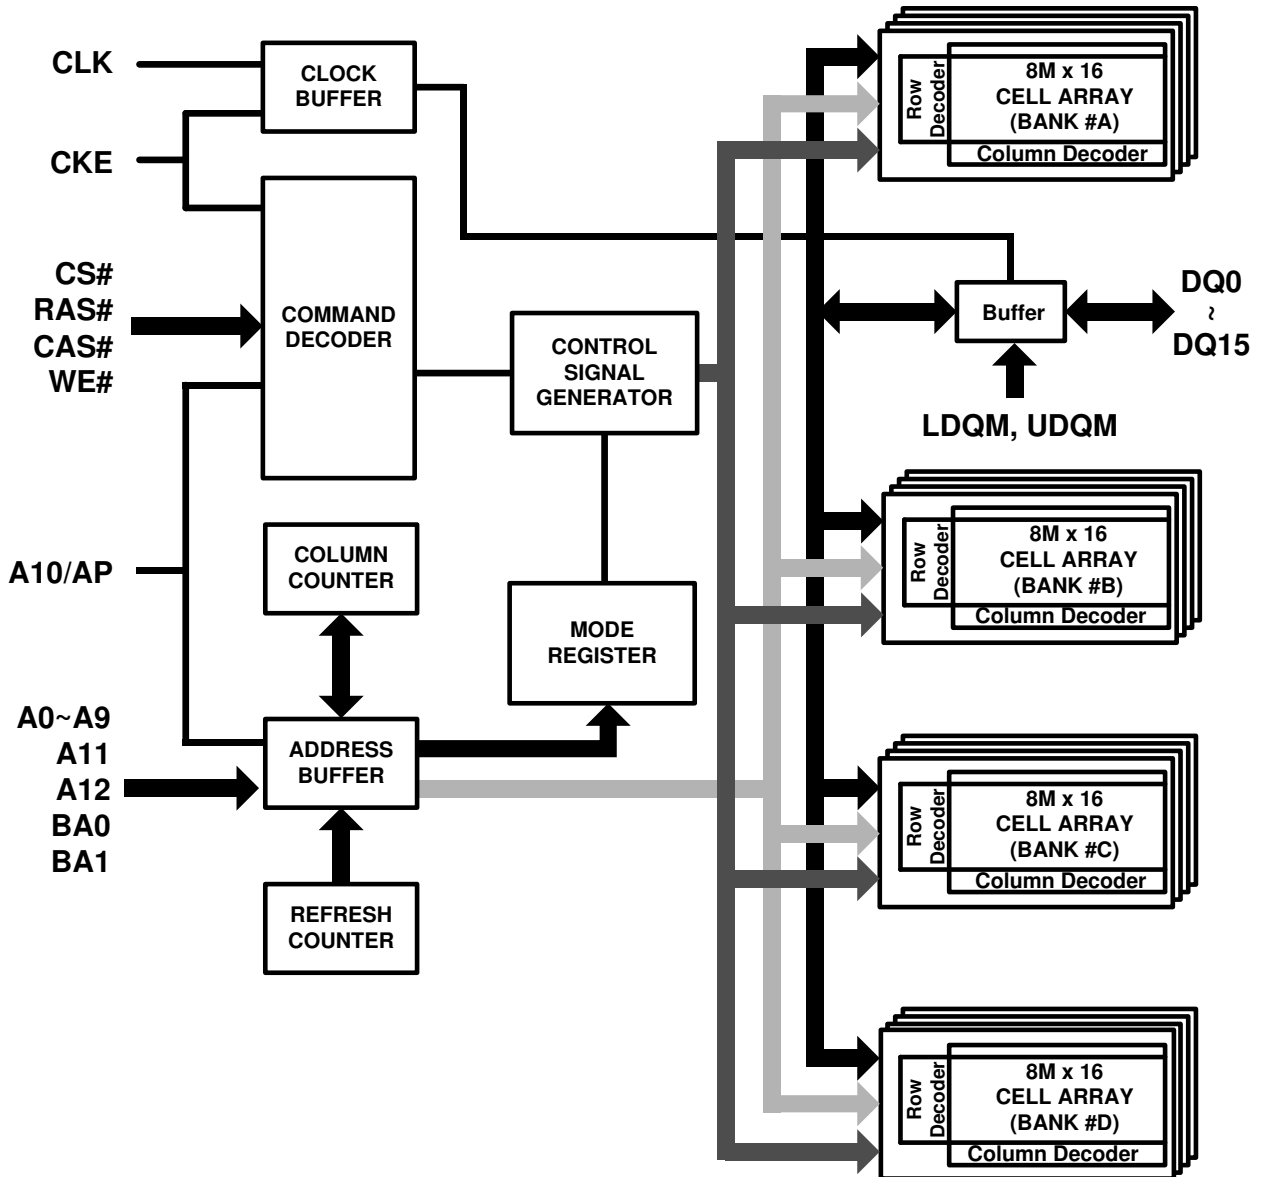 CLK
CKE
CS#
RAS#
CAS#
WE#
A10/AP
A0~A9
A11
A12
BA0
BA1
CLOCK
BUFFER
COMMAND
DECODER
COLUMN
COUNTER
ADDRESS
BUFFER
REFRESH
COUNTER
CONTROL
SIGNAL
GENERATOR
MODE
REGISTER
Row
Decoder
8M x 16
CELL ARRAY
(BANK #A)
Column Decoder
Buffer
DQ0
~
DQ15
LDQM, UDQM
Row
Decoder
8M x 16
CELL ARRAY
(BANK #B)
Column Decoder
Row
Decoder
8M x 16
CELL ARRAY
(BANK #C)
Column Decoder
Row
Decoder
8M x 16
CELL ARRAY
(BANK #D)
Column Decoder